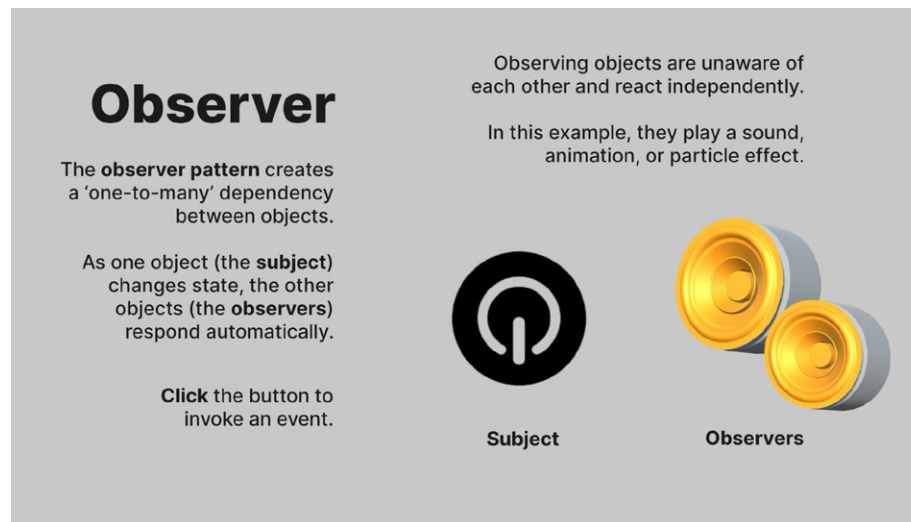 Observer
The observer pattern creates
a ‘one-to-many’ dependency
between objects.
As one object (the subject)
changes state, the other
objects (the observers)
respond automatically.
Click the button to
invoke an event.
Observing objects are unaware of
each other and react independently.
In this example, they play a sound,
animation, or particle effect.
Subject
Observers